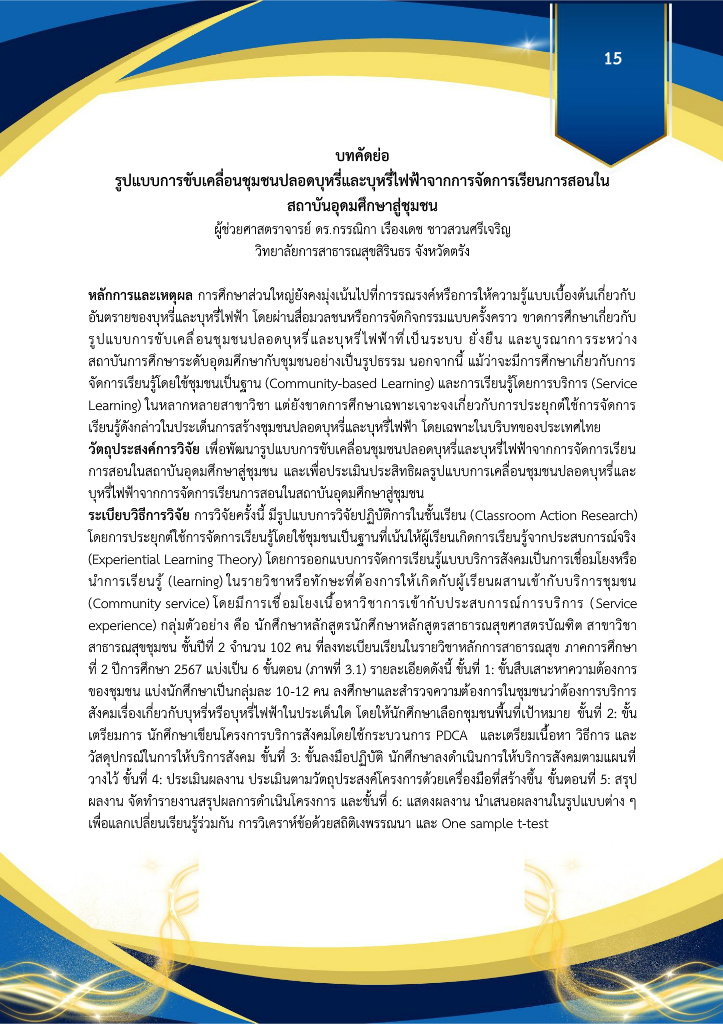 15
บทคัดย่อ
รูปแบบการขับเคลื่อนชุมชนปลอดบุหรี่และบุหรี่ไฟฟ้าจากการจัดการเรียนการสอนใน
สถาบันอุดมศึกษาสู่ชุมชน
ผู้ช่วยศาสตราจารย์ ดร.กรรณิกา เรืองเดช ชาวสวนศรีเจริญ
วิทยาลัยการสาธารณสุขสิรินธร จังหวัดตรัง
หลักการและเหตุผล การศึกษาส่วนใหญ่ยังคงมุ่งเน้นไปที่การรณรงค์หรือการให้ความรู้แบบเบื้องต้นเกี่ยวกับ
อันตรายของบุหรี่และบุหรี่ไฟฟ้า โดยผ่านสื่อมวลชนหรือการจัดกิจกรรมแบบครั้งคราว ขาดการศึกษาเกี่ยวกับ
รูปแบบการขับเคลื่อนชุมชนปลอดบุหรี่และบุหรี่ไฟฟ้าที่เป็นระบบ ยั่งยืน และบูรณาการระหว่าง
สถาบันการศึกษาระดับอุดมศึกษากับชุมชนอย่างเป็นรูปธรรม นอกจากนี้ แม้ว่าจะมีการศึกษาเกี่ยวกับการ
จัดการเรียนรู้โดยใช้ชุมชนเป็นฐาน (Community-based Learning) และการเรียนรู้โดยการบริการ (Service
Learning) ในหลากหลายสาขาวิชา แต่ยังขาดการศึกษาเฉพาะเจาะจงเกี่ยวกับการประยุกต์ใช้การจัดการ
เรียนรู้ดังกล่าวในประเด็นการสร้างชุมชนปลอดบุหรี่และบุหรี่ไฟฟ้า โดยเฉพาะในบริบทของประเทศไทย
วัตถุประสงค์การวิจัย เพื่อพัฒนารูปแบบการขับเคลื่อนชุมชนปลอดบุหรี่และบุหรี่ไฟฟ้าจากการจัดการเรียน
การสอนในสถาบันอุดมศึกษาสู่ชุมชน และเพื่อประเมินประสิทธิผลรูปแบบการเคลื่อนชุมชนปลอดบุหรี่และ
บุหรี่ไฟฟ้าจากการจัดการเรียนการสอนในสถาบันอุดมศึกษาสู่ชุมชน
ระเบียบวิธีการวิจัย การวิจัยครั้งนี้ มีรูปแบบการวิจัยปฏิบัติการในชั้นเรียน (Classroom Action Research)
โดยการประยุกต์ใช้การจัดการเรียนรู้โดยใช้ชุมชนเป็นฐานที่เน้นให้ผู้เรียนเกิดการเรียนรู้จากประสบการณ์จริง
(Experiential Learning Theory) โดยการออกแบบการจัดการเรียนรู้แบบบริการสังคมเป็นการเชื่อมโยงหรือ
นำการเรียนรู้ (learning) ในรายวิชาหรือทักษะที่ต้องการให้เกิดกับผู้เรียนผสานเข้ากับบริการชุมชน
(Community service) โดยมีการเชื่อมโยงเนื้อหาวิชาการเข้ากับประสบการณ์การบริการ (Service
experience) กลุ่มตัวอย่าง คือ นักศึกษาหลักสูตรนักศึกษาหลักสูตรสาธารณสุขศาสตรบัณฑิต สาขาวิชา
สาธารณสุขชุมชน ชั้นปีที่ 2 จำนวน 102 คน ที่ลงทะเบียนเรียนในรายวิชาหลักการสาธารณสุข ภาคการศึกษา
ที่ 2 ปีการศึกษา 2567 แบ่งเป็น 6 ขั้นตอน (ภาพที่ 3.1) รายละเอียดดังนี้ ขั้นที่ 1: ขั้นสืบเสาะหาความต้องการ
ของชุมชน แบ่งนักศึกษาเป็นกลุ่มละ 10-12 คน ลงศึกษาและสำรวจความต้องการในชุมชนว่าต้องการบริการ
สังคมเรื่องเกี่ยวกับบุหรี่หรือบุหรี่ไฟฟ้าในประเด็นใด โดยให้นักศึกษาเลือกชุมชนพื้นที่เป้าหมาย ขั้นที่ 2: ขั้น
เตรียมการ นักศึกษาเขียนโครงการบริการสังคมโดยใช้กระบวนการ PDCA และเตรียมเนื้อหา วิธีการ และ
วัสดุปกรณ์ในการให้บริการสังคม ขั้นที่ 3: ขั้นลงมือปฏิบัติ นักศึกษาลงดำเนินการให้บริการสังคมตามแผนที่
วางไว้ ขั้นที่ 4: ประเมินผลงาน ประเมินตามวัตถุประสงค์โครงการด้วยเครื่องมือที่สร้างขึ้น ขั้นตอนที่ 5: สรุป
ผลงาน จัดทำรายงานสรุปผลการดำเนินโครงการ และขั้นที่ 6: แสดงผลงาน นำเสนอผลงานในรูปแบบต่าง ๆ
เพื่อแลกเปลี่ยนเรียนรู้ร่วมกัน การวิเคราห์ข้อด้วยสถิติเงพรรณนา และ One sample t-test